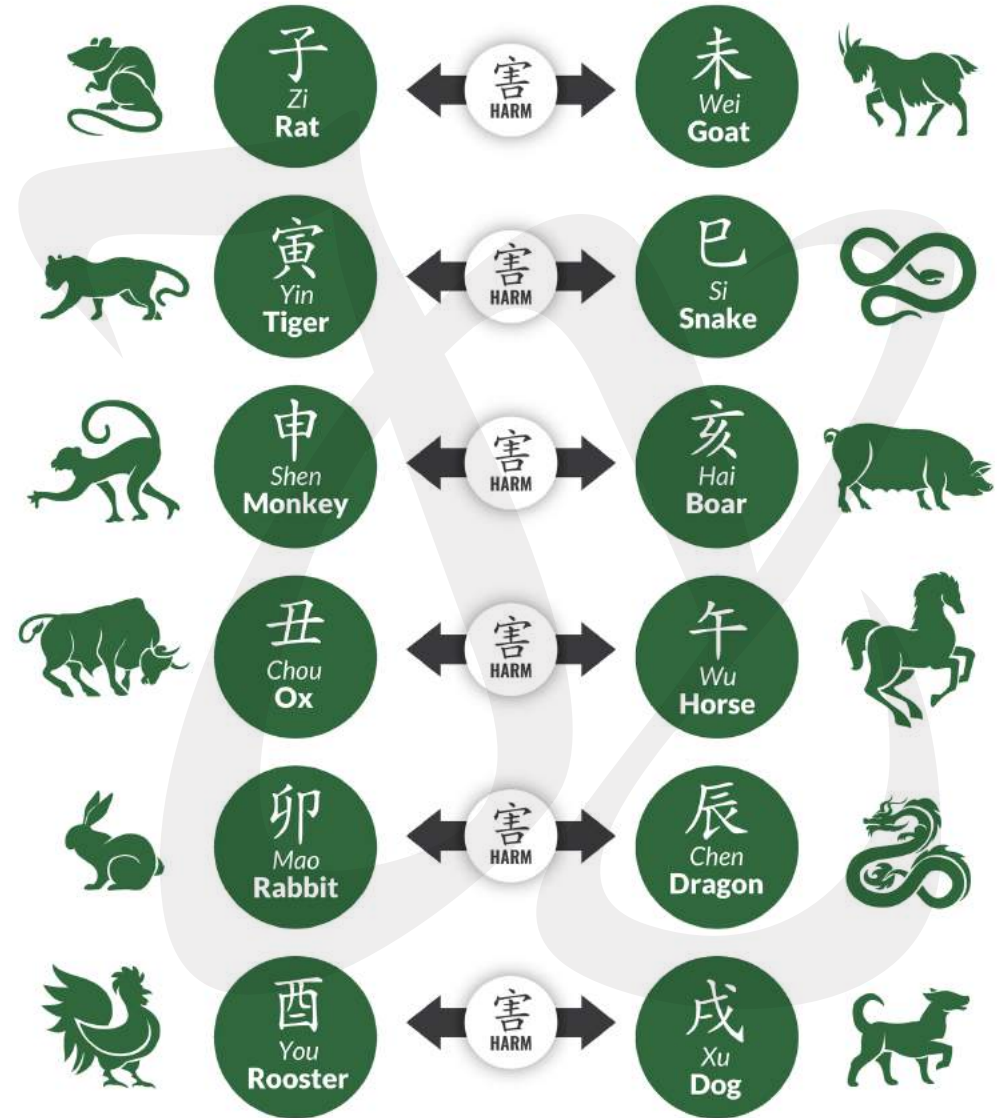 子
Zi
Rat
害
HARM
未
Wei
Goat
寅
Yin
Tiger
害
HARM
巳
Si
Snake
申
Shen
Monkey
害
HARM
亥
Hai
Boar
丑
Chou
Ox
害
HARM
午
Wu
Horse
卯
Mao
Rabbit
害
HARM
辰
Chen
Dragon
酉
You
Rooster
害
HARM
戌
Xu
Dog